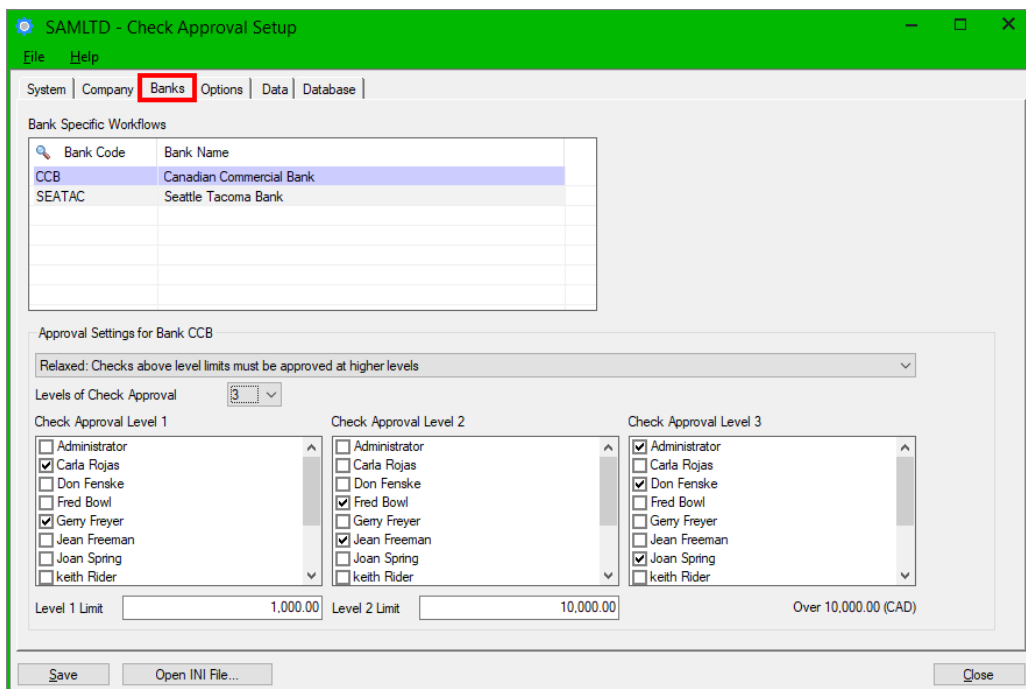 SAMLTD - Check Approval Setup
File Help
System Company Banks Options Data Database
Bank Specific Workflows
Bank Code Bank Name
CCB Canadian Commercial Bank
SEATAC Seattle Tacoma Bank
Approval Settings for Bank CCB
Relaxed: Checks above level limits must be approved at higher levels
Levels of Check Approval 3
Check Approval Level 1 Check Approval Level 2 Check Approval Level 3
Administrator Administrator Administrator
Carla Rojas Carla Rojas Carla Rojas
Don Fenske Don Fenske Don Fenske
Fred Bowl Fred Bowl Fred Bowl
Gerry Freyer Gerry Freyer Gerry Freyer
Jean Freeman Jean Freeman Jean Freeman
Joan Spring Joan Spring Joan Spring
keith Rider keith Rider keith Rider
Level 1 Limit 1,000.00 Level 2 Limit 10,000.00 Over 10,000.00 (CAD)
Save Open INI File... Close